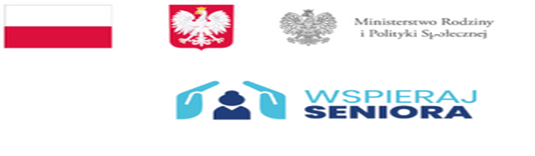 Ministerstwo Rodziny
i Polityki Społecznej
WSPIERAJ
SENIORA